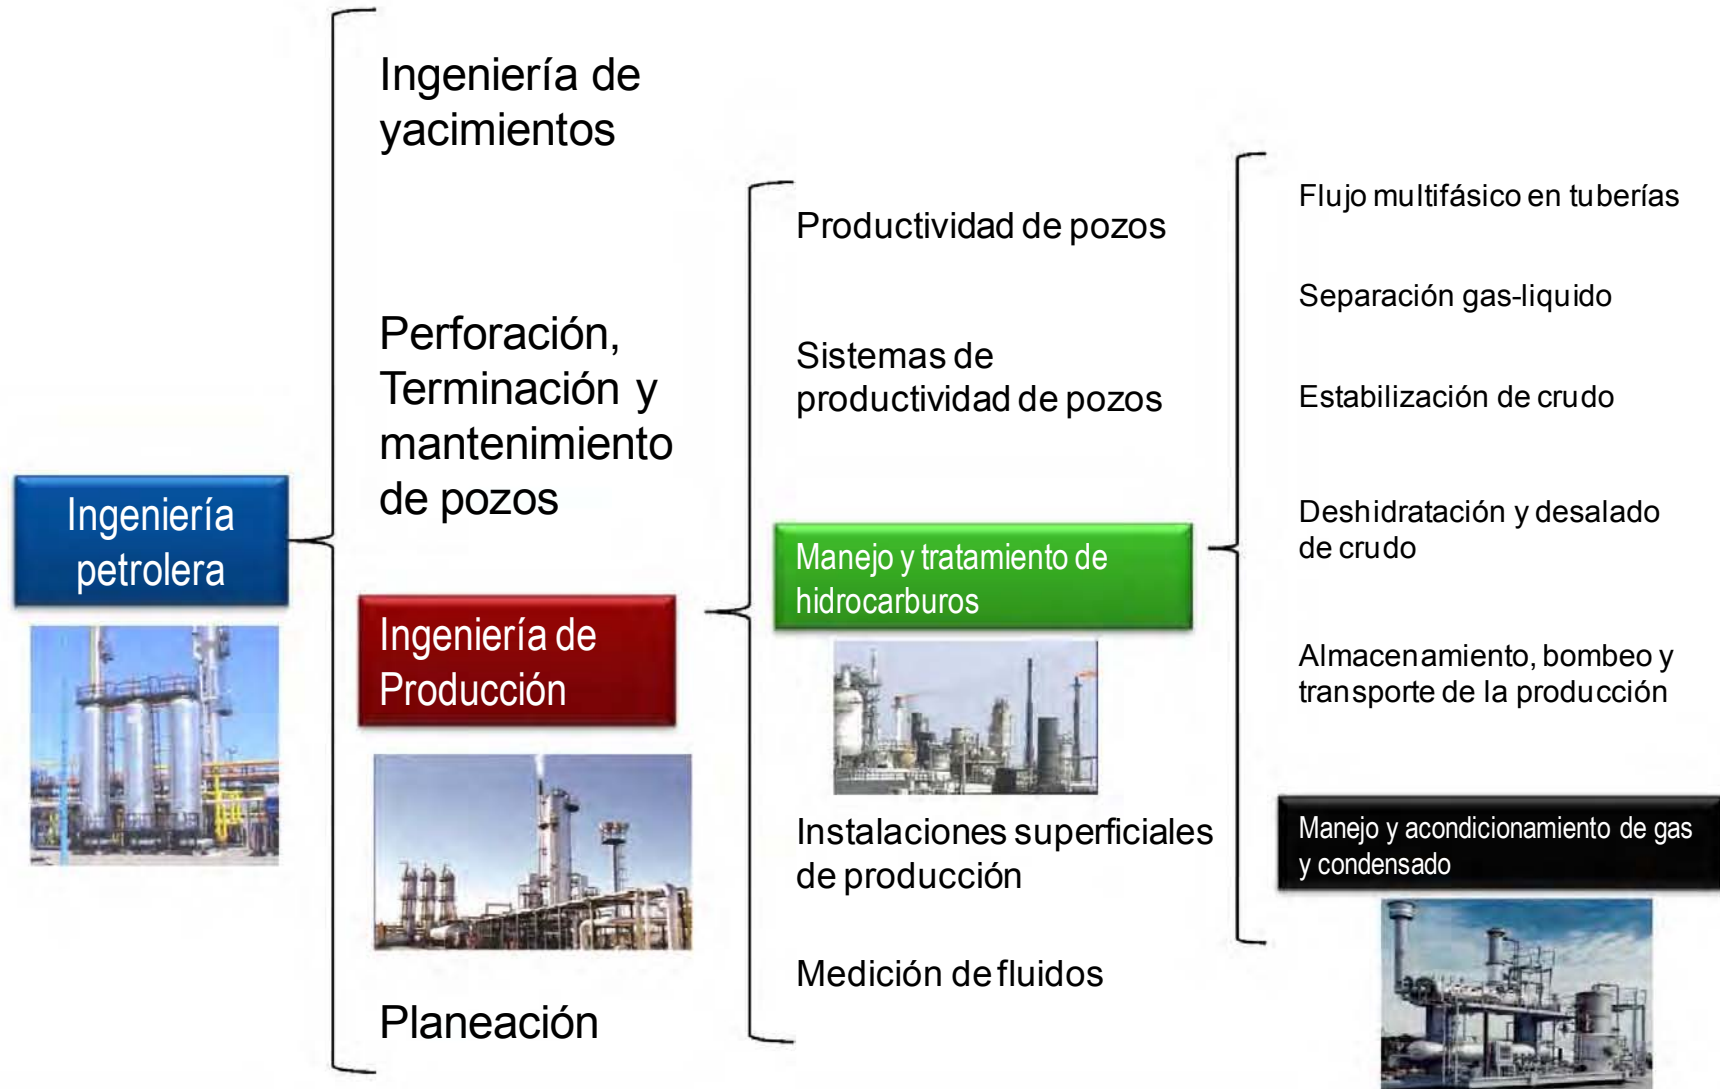 Ingeniería
petrolera
Ingeniería de
yacimientos
Perforación,
Terminación y
mantenimiento
de pozos
Ingeniería de
Producción
Planeación
Productividad de pozos
Sistemas de
productividad de pozos
Manejo y tratamiento de
hidrocarburos
Instalaciones superficiales
de producción
Medición de fluidos
Flujo multifásico en tuberías
Separación gas-liquido
Estabilización de crudo
Deshidratación y desalado
de crudo
Almacenamiento, bombeo y
transporte de la producción
Manejo y acondicionamiento de gas
y condensado